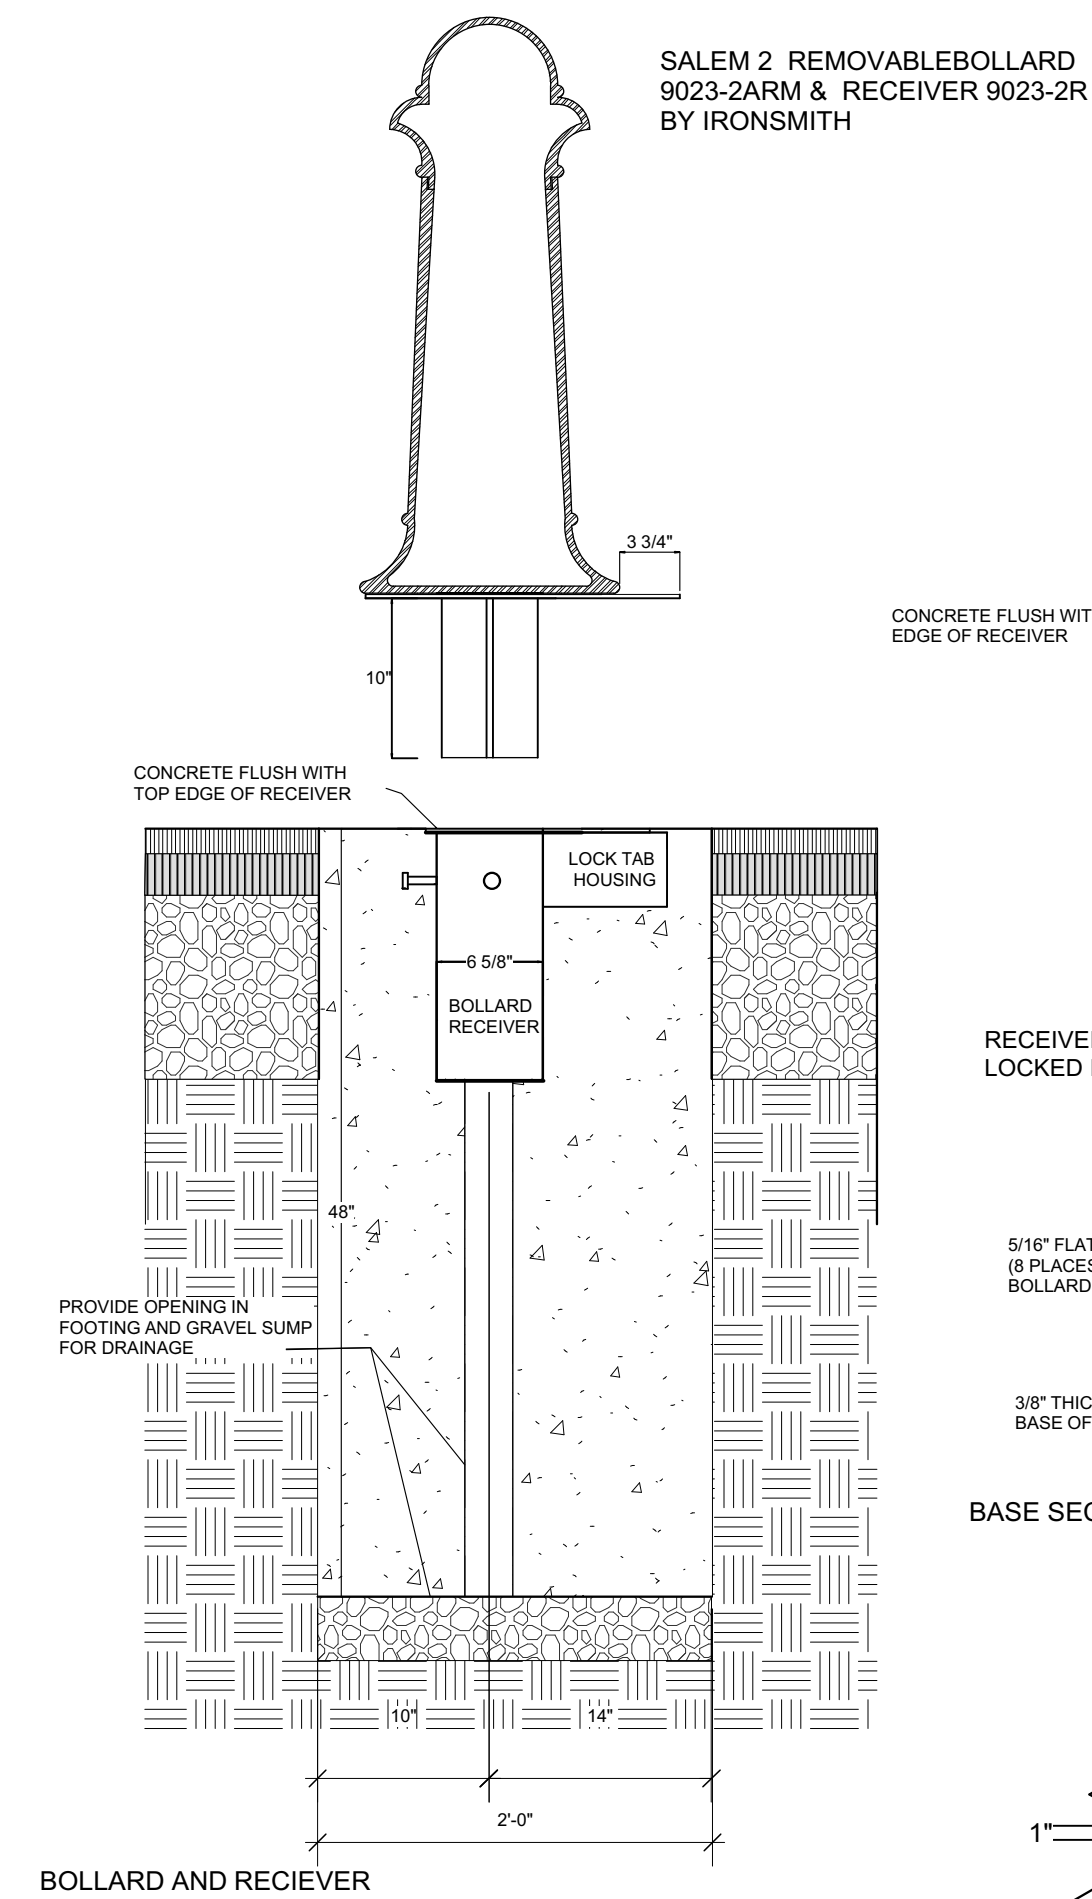 SALEM 2 REMOVABLEBOLLARD
9023-2ARM & RECEIVER 9023-2R
BY IRONSMITH
3 3/4"
CONCRETE FLUSH WIT
EDGE OF RECEIVER
10"
CONCRETE FLUSH WITH
TOP EDGE OF RECEIVER
LOCK TAB
HOUSING
6 5/8"
BOLLARD
RECEIVER
RECEIVE
LOCKED
48"
5/16" FLA
(8 PLACES
BOLLARD
PROVIDE OPENING IN
FOOTING AND GRAVEL SUMP
FOR DRAINAGE
3/8" THIC
BASE OF
BASE SEC
10"
14"
2'-0"
1"
BOLLARD AND RECIEVER